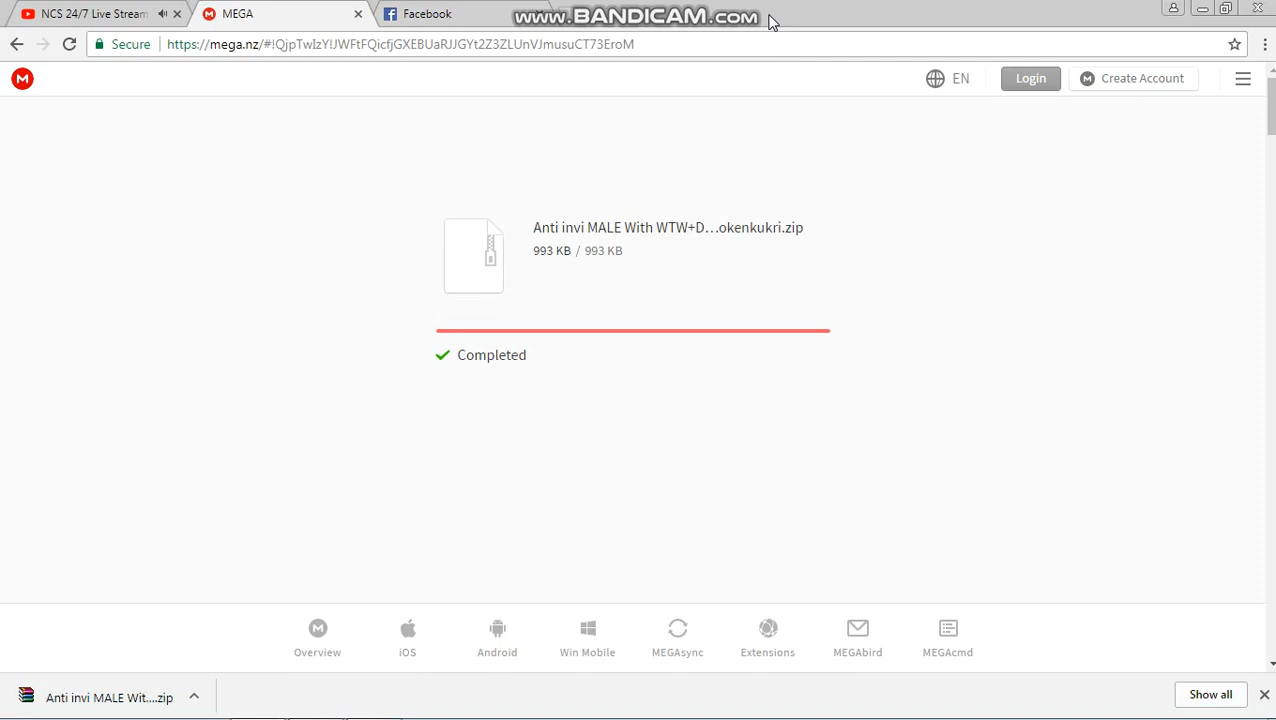 NCS 24/7 Live Stream
MEGA
Facebook
www.BANDICAM.COM
Secure
https://mega.nz/#!QjpTwIzY!JWFtFQicfjGXEBUaRJJGYt2Z3ZLUnVJmusuCT73EroM
EN
Login
Create Account
Anti invi MALE With WTW+D...okenkukri.zip
993 KB / 993 KB
Completed
Overview
iOS
Android
Win Mobile
MEGAsync
Extensions
MEGAbird
MEGAcmd
Anti invi MALE Wit....zip
Show all